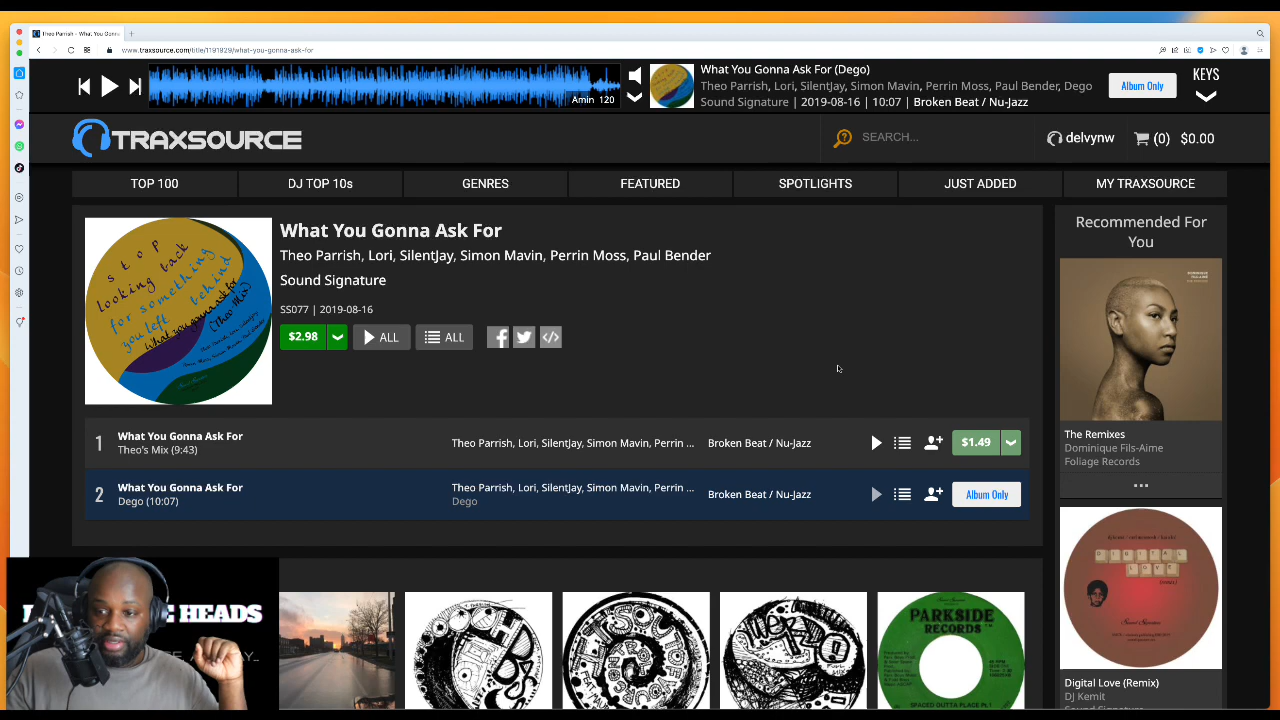 Theo Parrish - What You Gonna
www.traxsource.com/title/1191929/what-you-gonna-ask-for
Amin 120
What You Gonna Ask For (Dego)
Theo Parrish, Lori, SilentJay, Simon Mavin, Perrin Moss, Paul Bender, Dego
Sound Signature | 2019-08-16 | 10:07 | Broken Beat / Nu-Jazz
Album Only
KEYS
TRAXSOURCE
SEARCH...
delvynw
(0) $0.00
TOP 100
DJ TOP 10s
GENRES
FEATURED
SPOTLIGHTS
JUST ADDED
MY TRAXSOURCE
stop
looking back
for something
you left behind
what you gonna ask for
(Theo Mix)
What You Gonna Ask For
Theo Parrish, Lori, SilentJay, Simon Mavin, Perrin Moss, Paul Bender
Sound Signature
SS077 | 2019-08-16
$2.98
ALL
ALL
1
What You Gonna Ask For
Theo's Mix (9:43)
Theo Parrish, Lori, SilentJay, Simon Mavin, Perrin ...
Broken Beat / Nu-Jazz
$1.49
2
What You Gonna Ask For
Dego (10:07)
Theo Parrish, Lori, SilentJay, Simon Mavin, Perrin ...
Dego
Broken Beat / Nu-Jazz
Album Only
Recommended For
You
The Remixes
Dominique Fils-Aime
Foliage Records
DIGITAL
LOVE
Digital Love (Remix)
DJ Kemit
Sound Signature
HEADS
PARKSIDE
RECORDS